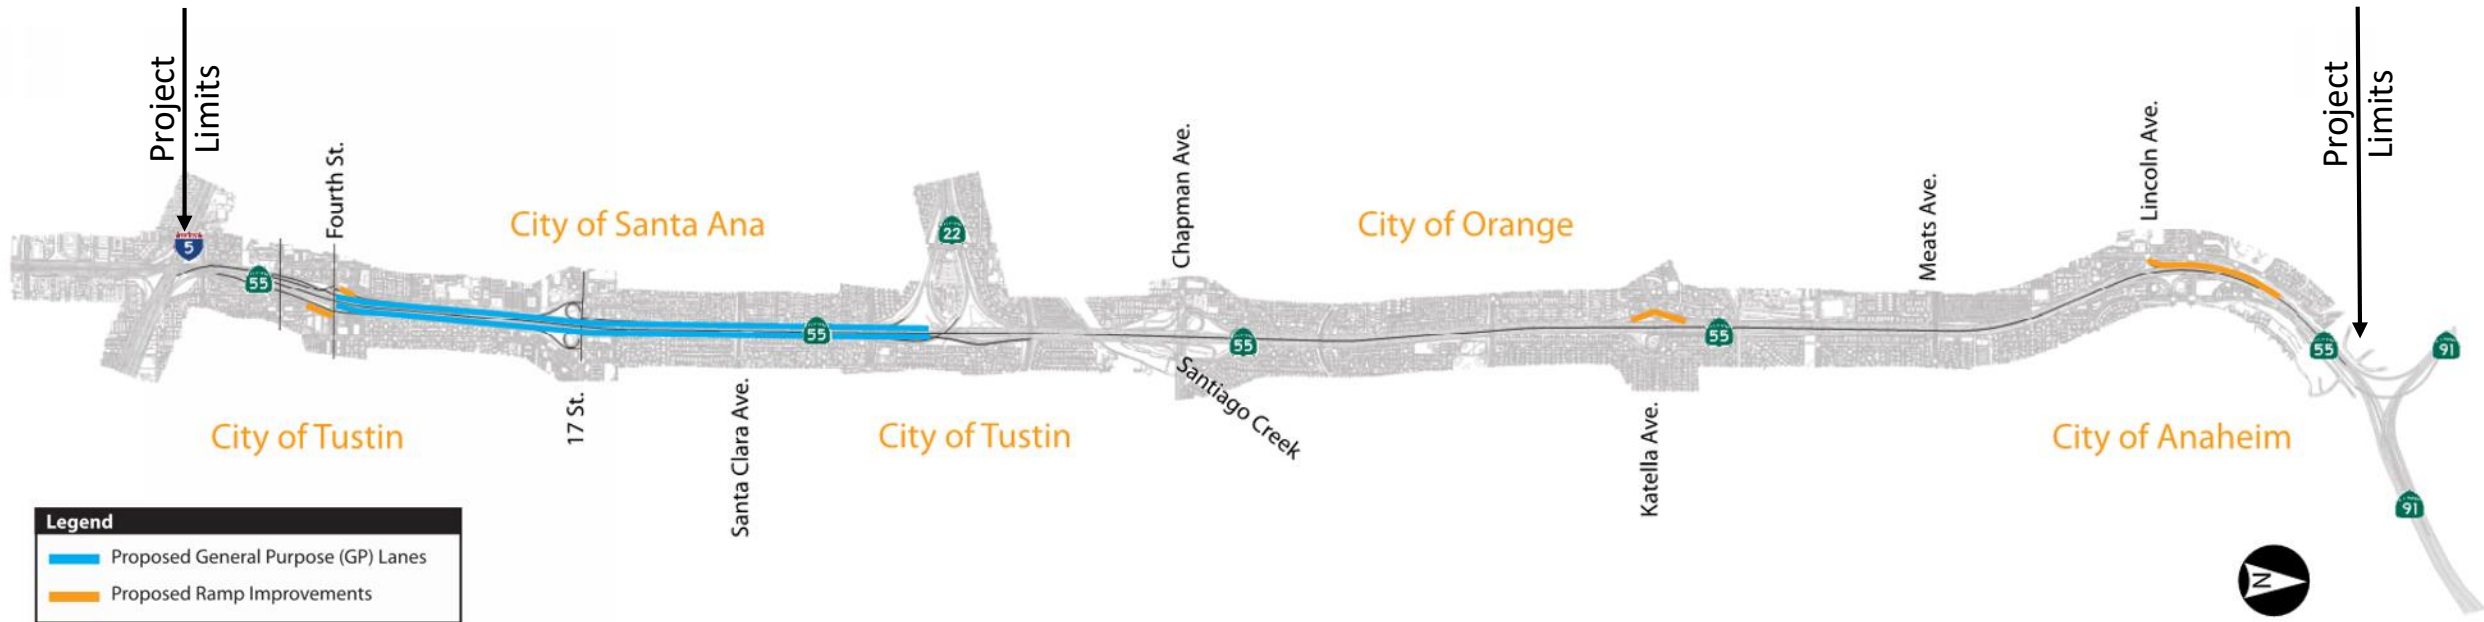 Project
Limits
Project
Limits
Fourth St.
City of Santa Ana
Chapman Ave.
City of Orange
Meats Ave.
Lincoln Ave.
5
55
22
55
55
55
55
91
Santiago Creek
City of Tustin
17 St.
Santa Clara Ave.
City of Tustin
Katella Ave.
City of Anaheim
91
Legend
Proposed General Purpose (GP) Lanes
Proposed Ramp Improvements
N